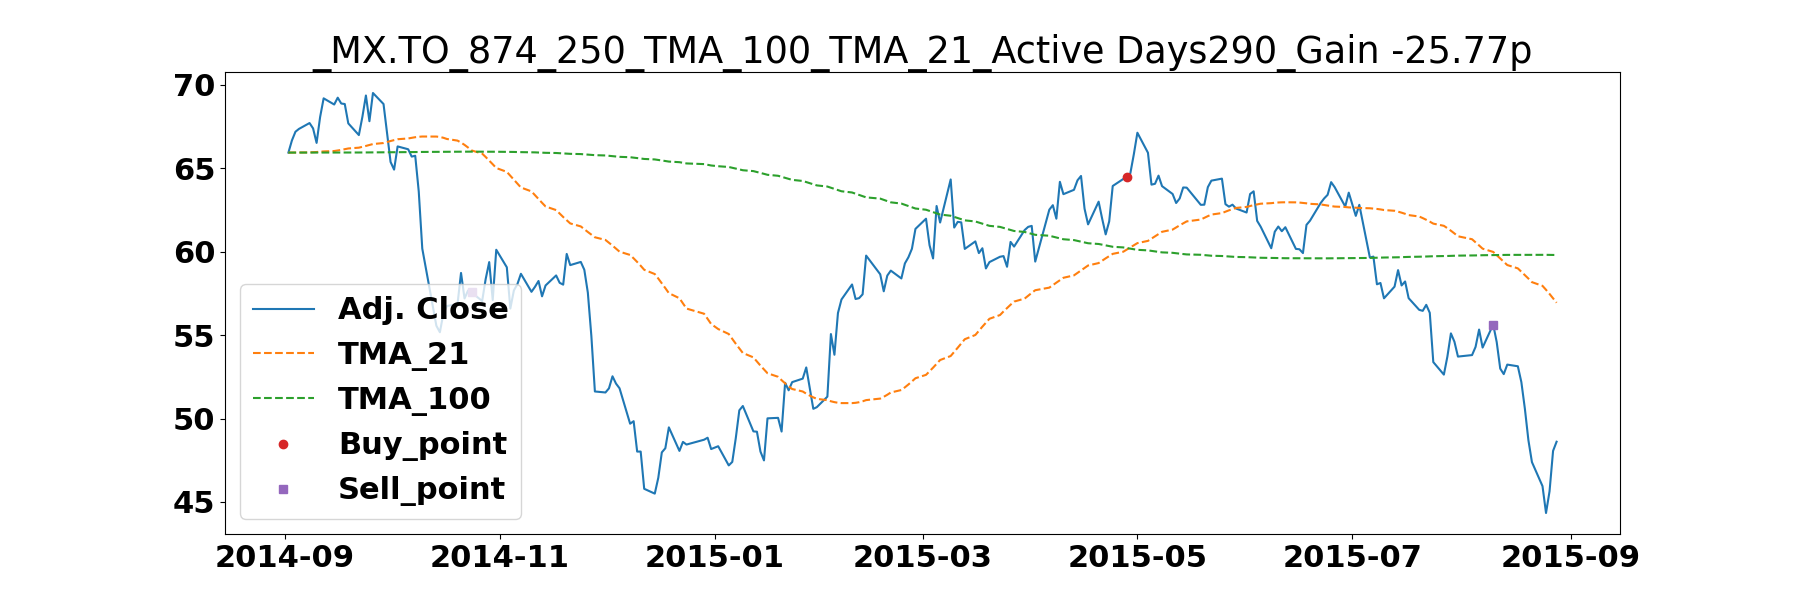 _MX.TO_874_250_TMA_100_TMA_21_Active Days290_Gain -25.77p
70
65
60
55
50
45
Adj. Close
TMA_21
TMA_100
Buy_point
Sell_point
2014-09 2014-11 2015-01 2015-03 2015-05 2015-07 2015-09